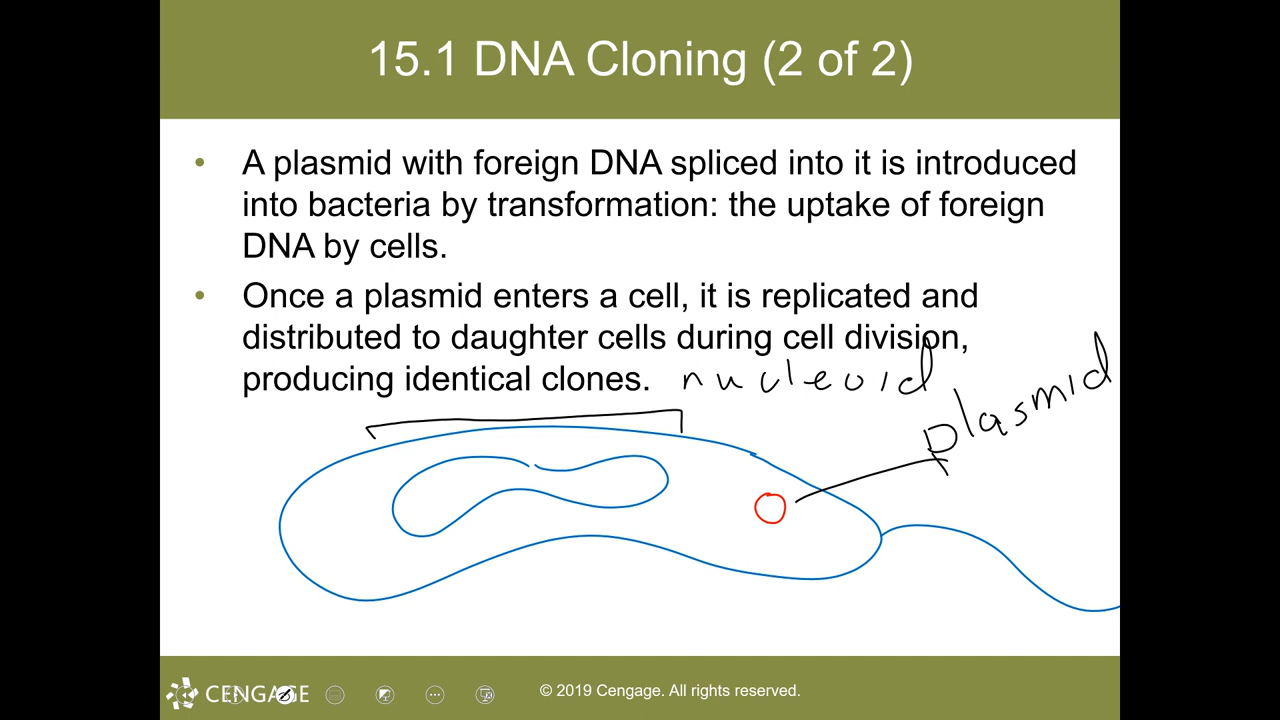 15.1 DNA Cloning (2 of 2)
• A plasmid with foreign DNA spliced into it is introduced
into bacteria by transformation: the uptake of foreign
DNA by cells.
• Once a plasmid enters a cell, it is replicated and
distributed to daughter cells during cell division,
producing identical clones.
nucleoid
plasmid
CENGAGE
© 2019 Cengage. All rights reserved.